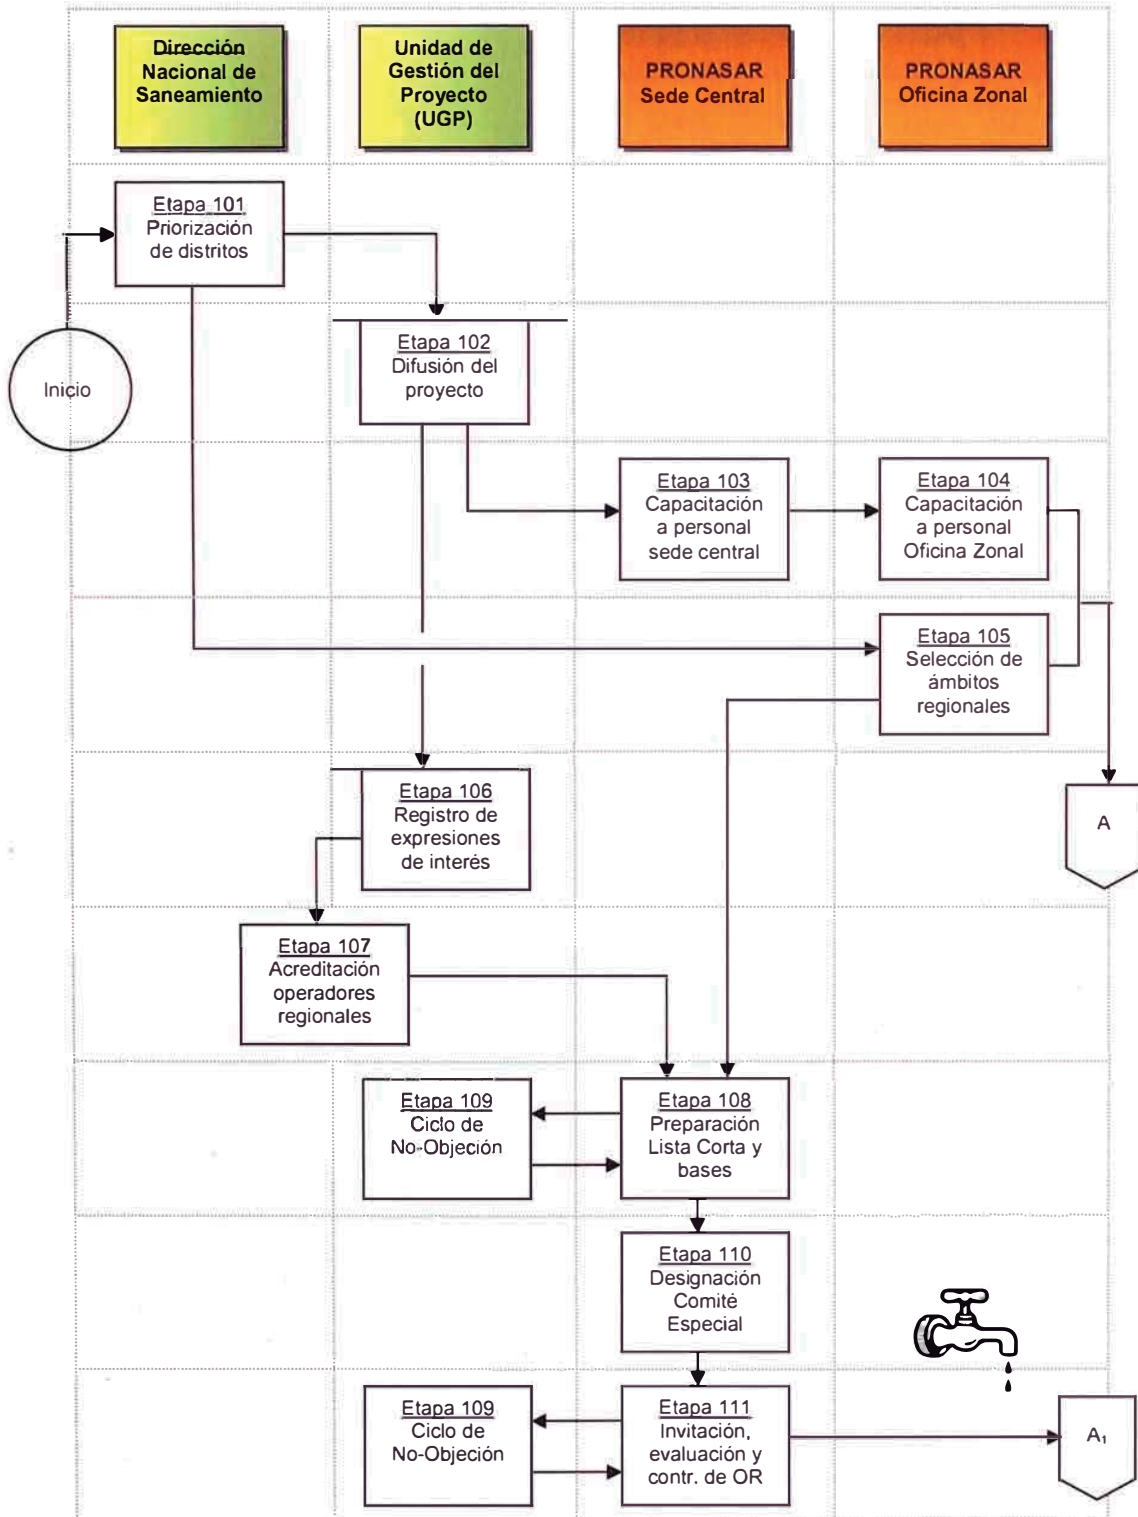 Dirección
Nacional de
Saneamiento
Unidad de
Gestión del
Proyecto
(UGP)
PRONASAR
Sede Central
PRONASAR
Oficina Zonal
Etapa 101
Priorización
de distritos
Inicio
Etapa 102
Difusión del
proyecto
Etapa 103
Capacitación
a personal
sede central
Etapa 104
Capacitación
a personal
Oficina Zonal
Etapa 105
Selección de
ámbitos
regionales
Etapa 106
Registro de
expresiones
de interés
A
Etapa 107
Acreditación
operadores
regionales
Etapa 109
Ciclo de
No-Objeción
Etapa 108
Preparación
Lista Corta y
bases
Etapa 110
Designación
Comité
Especial
Etapa 109
Ciclo de
No-Objeción
Etapa 111
Invitación,
evaluación y
contr. de OR
A₁